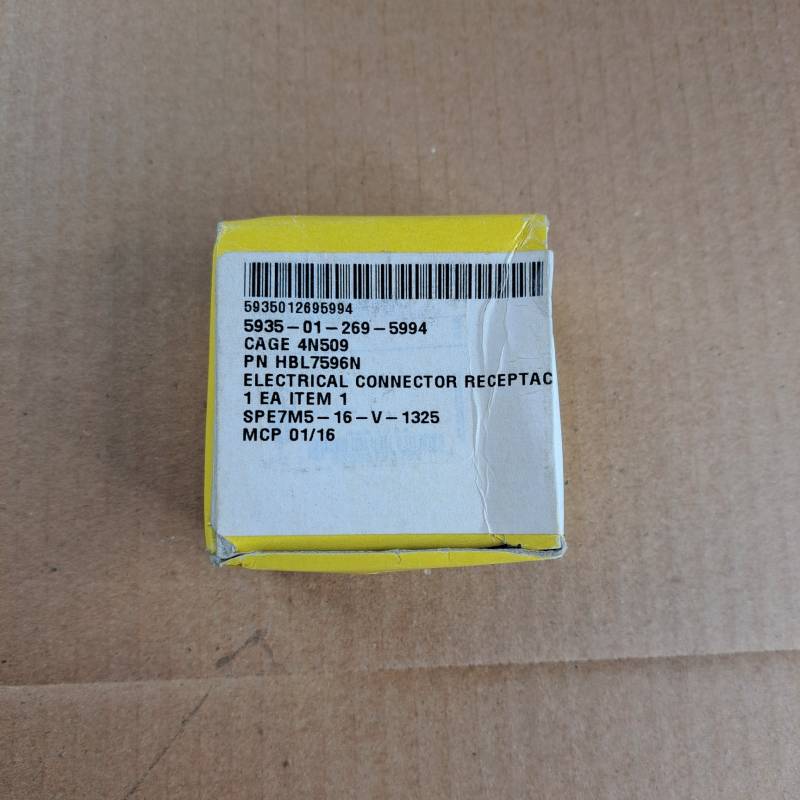 5935012695994
5935-01-269-5994
CAGE 4N509
PN HBL7596N
ELECTRICAL CONNECTOR RECEPTAC
1 EA ITEM 1
SPE7M5-16-V-1325
MCP 01/16